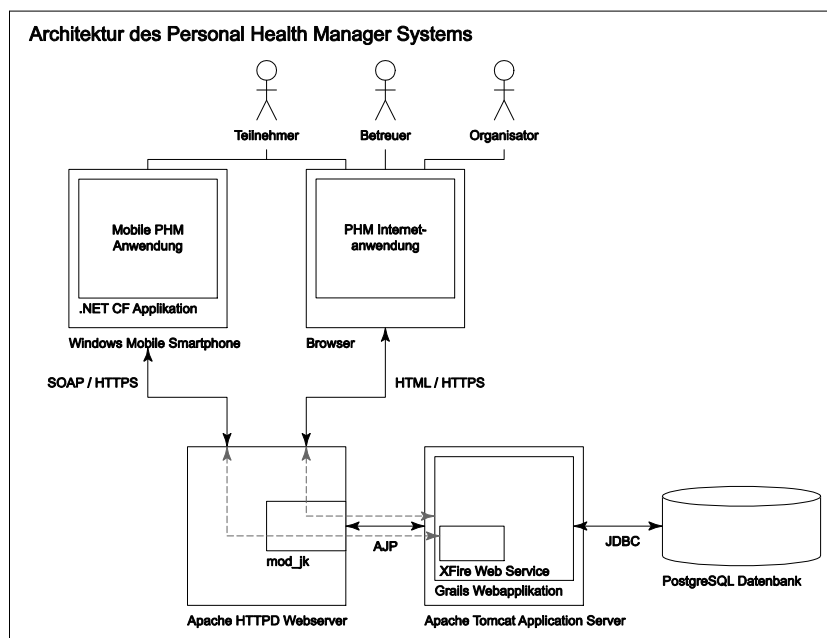 Architektur des Personal Health Manager Systems
Teilnehmer
Betreuer
Organisator
Mobile PHM
Anwendung
PHM Internet-
anwendung
.NET CF Applikation
Windows Mobile Smartphone
Browser
SOAP / HTTPS
HTML / HTTPS
mod_jk
AJP
XFire Web Service
Grails Webapplikation
JDBC
PostgreSQL Datenbank
Apache HTTPD Webserver
Apache Tomcat Application Server